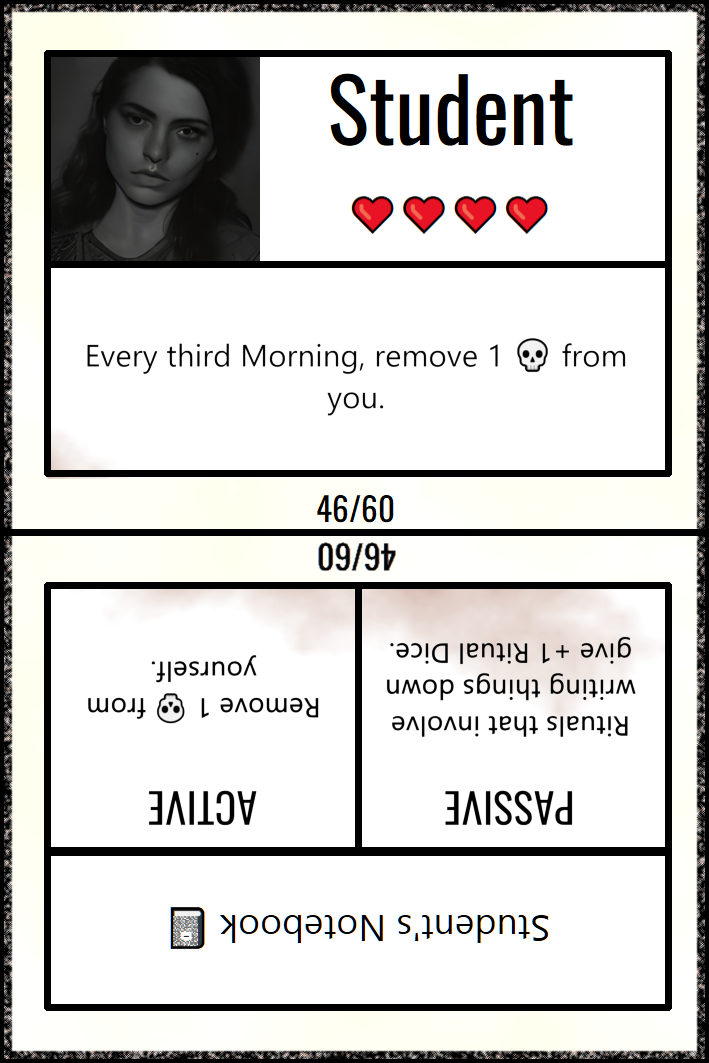 Student
❤️❤️❤️❤️
Every third Morning, remove 1 💀 from
you.
46/60
46/60
Student's Notebook 📓
PASSIVE
Rituals that involve
writing things down
give +1 Ritual Dice.
ACTIVE
Remove 1 💀 from
yourself.